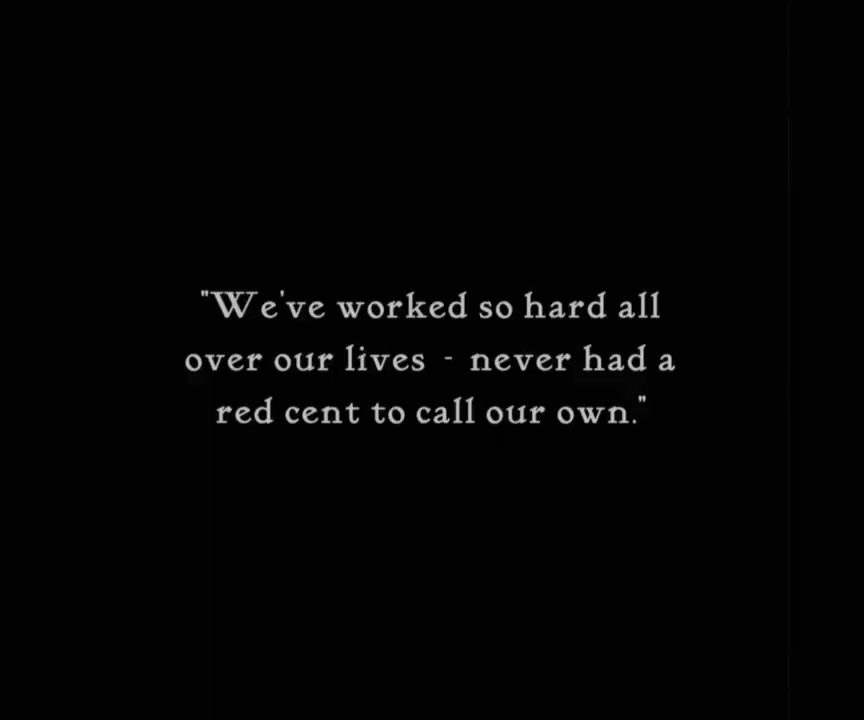 "We've worked so hard all
over our lives - never had a
red cent to call our own."